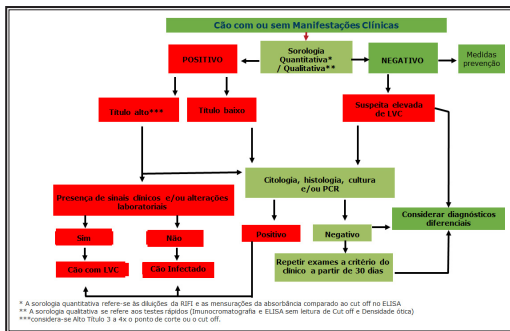 Cão com ou sem Manifestações Clínicas
POSITIVO
Sorologia
Quantitativa*
/ Qualitativa**
NEGATIVO
Medidas
prevenção
Título alto***
Título baixo
Suspeita elevada
de LVC
Citologia, histologia, cultura
e/ou PCR
Presença de sinais clínicos e/ou alterações
laboratoriais
Sim
Não
Positivo
Negativo
Considerar diagnósticos
diferenciais
Cão com LVC
Cão Infectado
Repetir exames a critério do
clínico a partir de 30 dias
* A sorologia quantitativa refere-se às diluições da RIFI e as mensurações da absorbância comparado ao cut off no ELISA
** A sorologia qualitativa se refere aos testes rápidos (Imunocromatografia e ELISA sem leitura de Cut off e Densidade ótica)
***considera-se Alto Título 3 a 4x o ponto de corte ou o cut off.